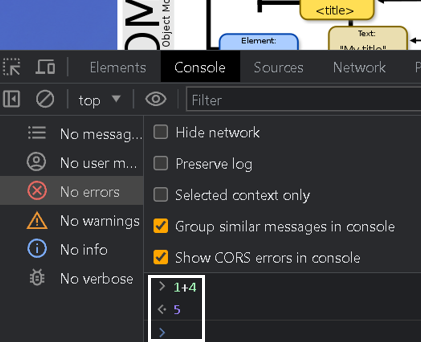 OM
Object Mo
<title>
Element:
Text:
"My title"
Elements Console Sources Network P
top Filter
No messag... Hide network
No user m... Preserve log
No errors Selected context only
No warnings Group similar messages in console
No info Show CORS errors in console
No verbose
> 1+4
5
>